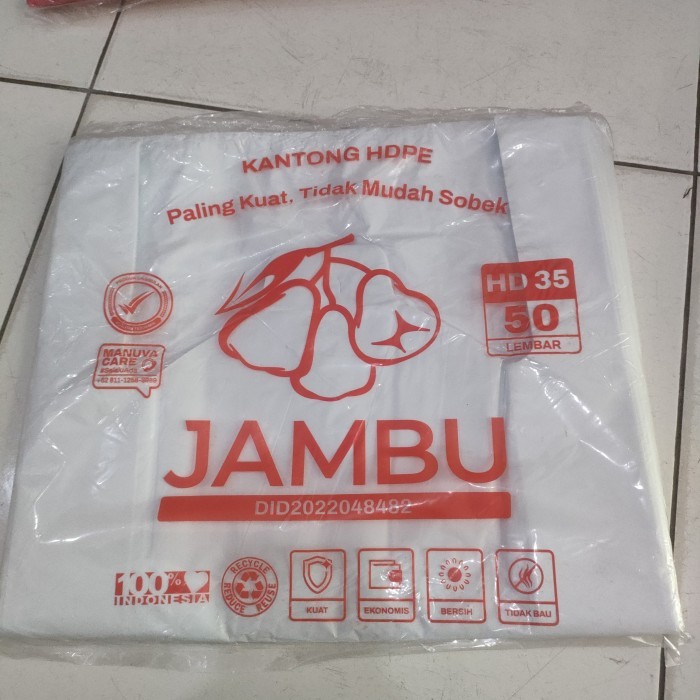 KANTONG HDPE
Paling Kuat, Tidak Mudah Sobek
HD 35
50
LEMBAR
MANUVA
CARE
JAMBU
DID2022048482
100%
INDONESIA
RECYCLE
REDUCE
REUSE
KUAT
EKONOMIS
BERSIH
TIDAK BAU